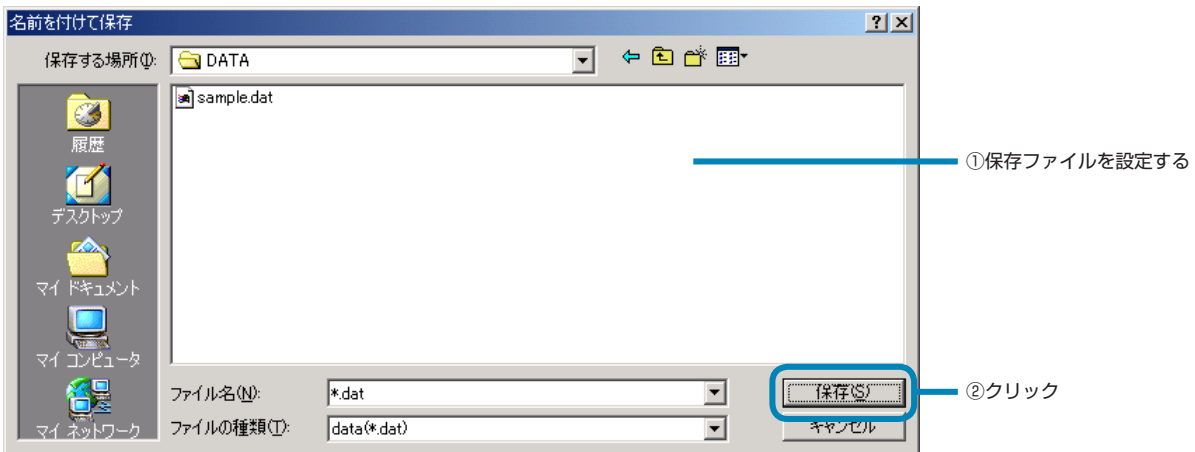 名前を付けて保存
保存する場所(I):
DATA
sample.dat
履歴
デスクトップ
マイ ドキュメント
マイ コンピュータ
マイ ネットワーク
①保存ファイルを設定する
ファイル名(N):
*.dat
保存(S)
②クリック
ファイルの種類(T):
data(*.dat)
キャンセル